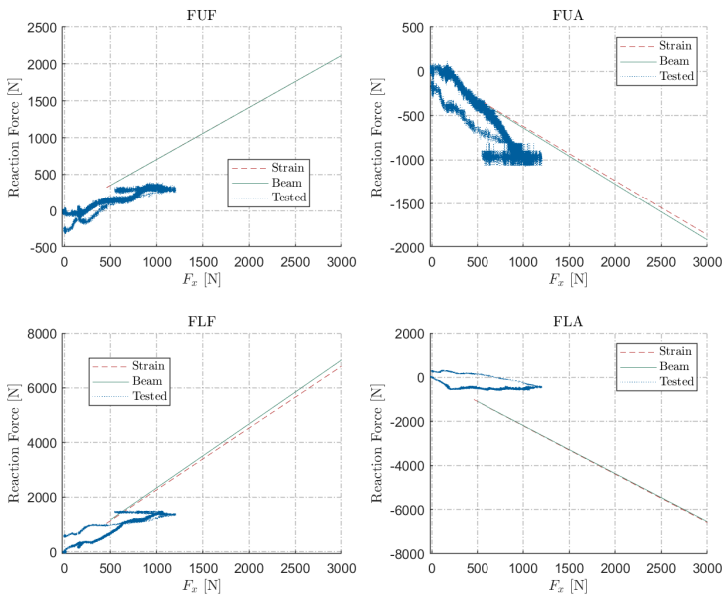 FUF
2500
2000
1500
1000
500
0
-500
Reaction Force [N]
Strain
Beam
Tested
0 500 1000 1500 2000 2500 3000
F_x [N]
FUA
500
0
-500
-1000
-1500
-2000
Reaction Force [N]
Strain
Beam
Tested
0 500 1000 1500 2000 2500 3000
F_x [N]
FLF
8000
6000
4000
2000
0
Reaction Force [N]
Strain
Beam
Tested
0 500 1000 1500 2000 2500 3000
F_x [N]
FLA
2000
0
-2000
-4000
-6000
-8000
Reaction Force [N]
Strain
Beam
Tested
0 500 1000 1500 2000 2500 3000
F_x [N]